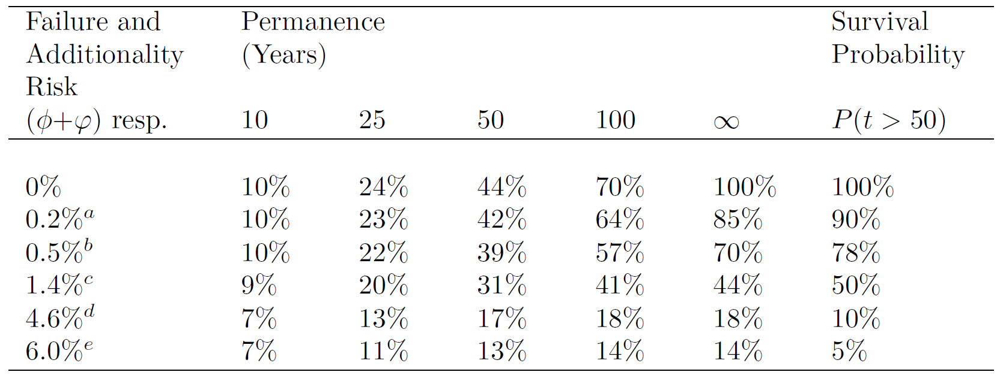 Failure and Permanence Survival
Additionality (Years) Probability
Risk
(ϕ+φ) resp. 10 25 50 100 ∞ P(t > 50)
0% 10% 24% 44% 70% 100% 100%
0.2%a 10% 23% 42% 64% 85% 90%
0.5%b 10% 22% 39% 57% 70% 78%
1.4%c 9% 20% 31% 41% 44% 50%
4.6%d 7% 13% 17% 18% 18% 10%
6.0%e 7% 11% 13% 14% 14% 5%